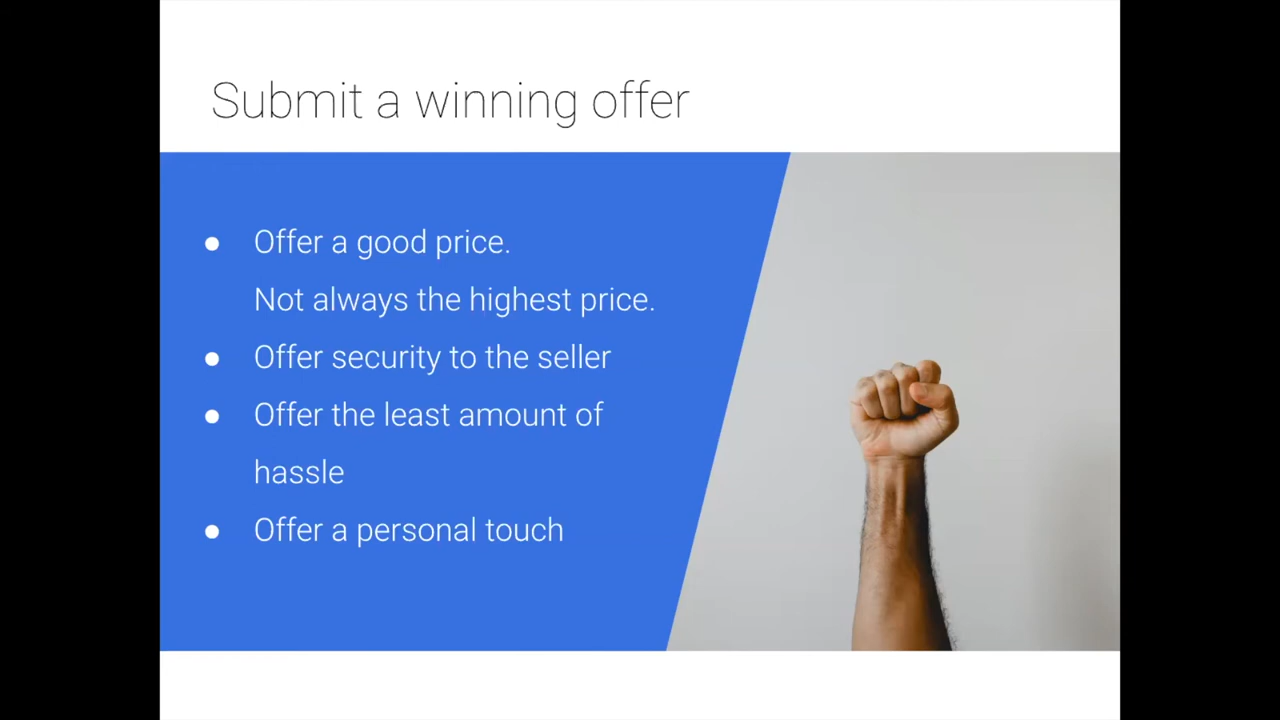 Submit a winning offer
● Offer a good price.
Not always the highest price.
● Offer security to the seller
● Offer the least amount of
hassle
● Offer a personal touch